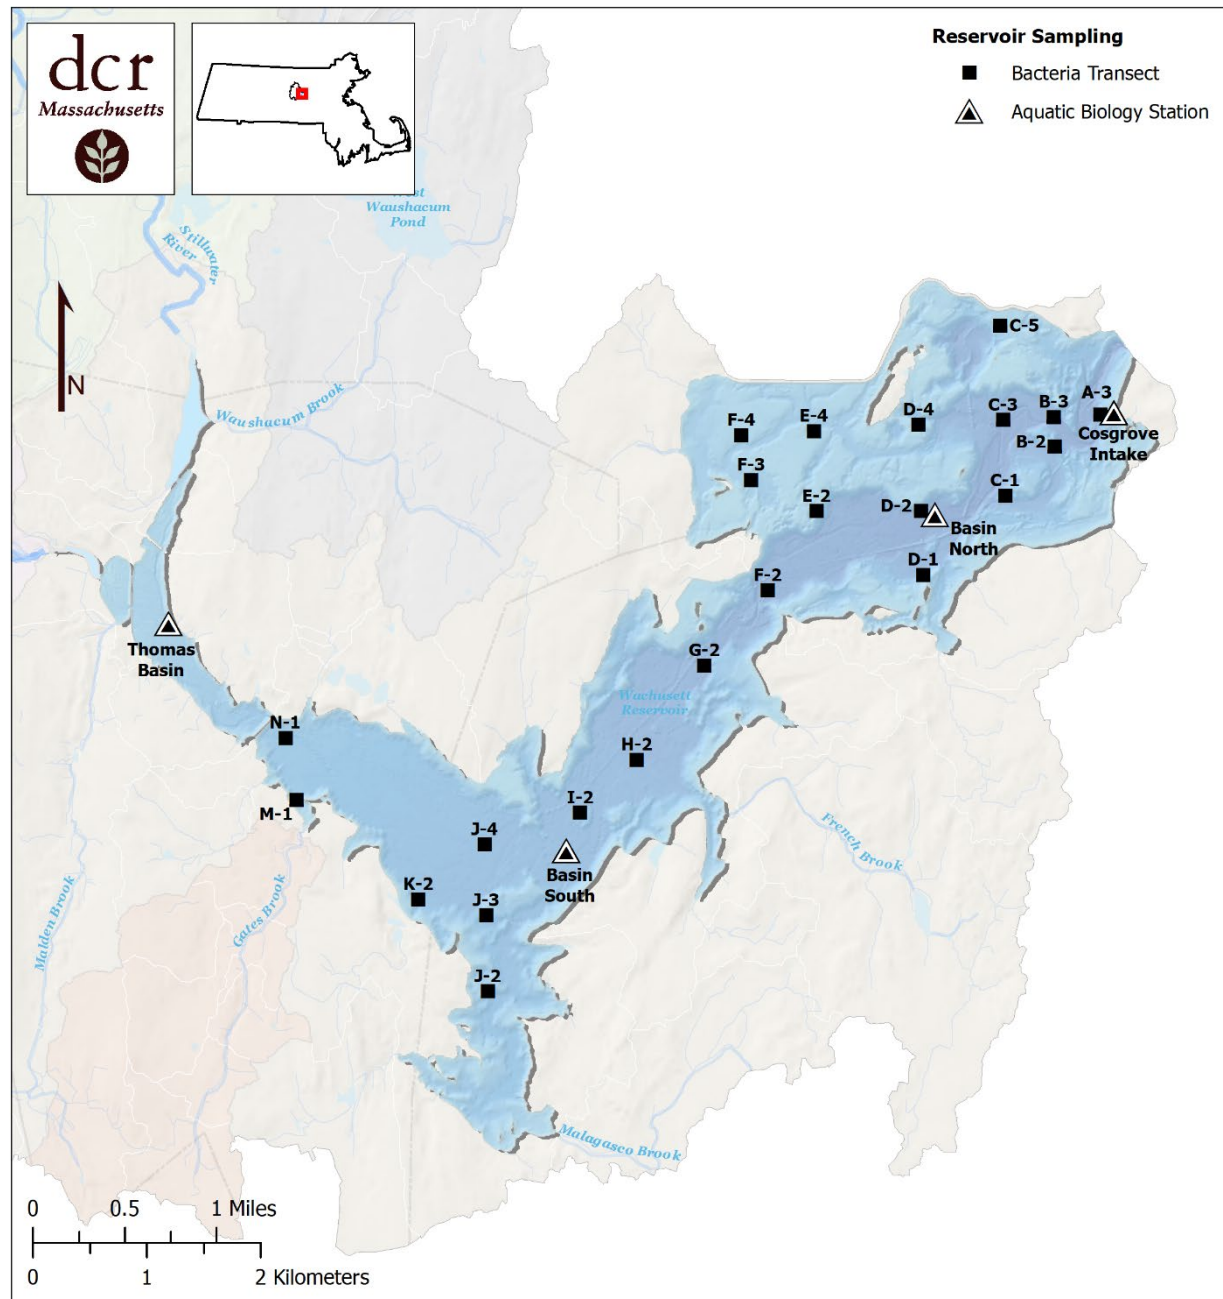 dcr
Massachusetts
Reservoir Sampling
Bacteria Transect
Aquatic Biology Station
West
Waushacum
Pond
Stillwater
River
N
Waushacum Brook
C-5
A-3
B-3
C-3
D-4
E-4
F-4
Cosgrove
Intake
B-2
F-3
C-1
E-2
D-2
Basin
North
D-1
F-2
Thomas
Basin
G-2
Wachusett
Reservoir
N-1
H-2
M-1
I-2
J-4
French Brook
Basin
South
K-2
J-3
Malden Brook
Gates Brook
J-2
Malagasco Brook
0 0.5 1 Miles
0 1 2 Kilometers